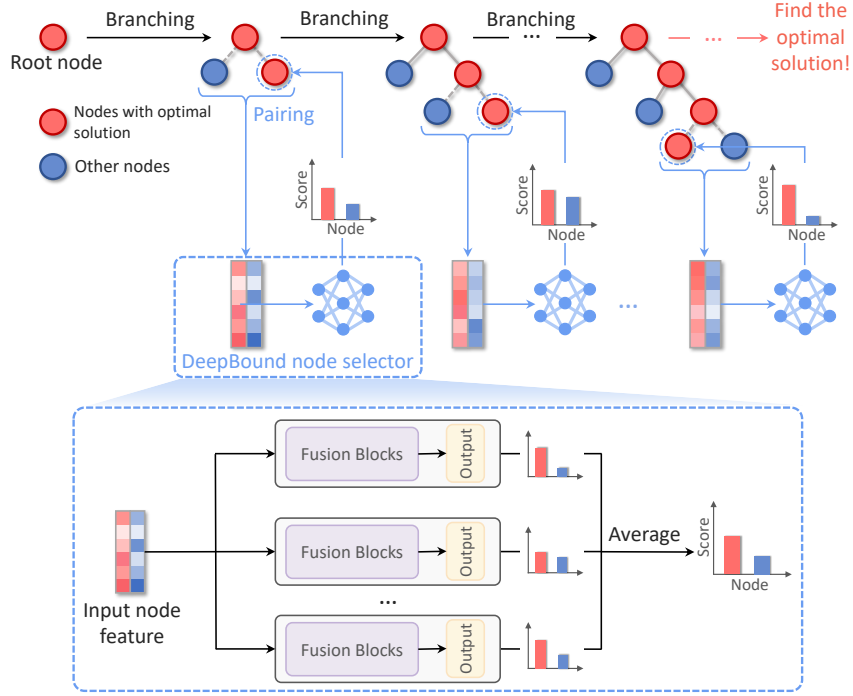 Branching
Branching
Branching
...
...
Find the
optimal
solution!
Root node
Nodes with optimal
solution
Other nodes
Pairing
Score
Node
Score
Node
Score
Node
...
DeepBound node selector
Fusion Blocks
Output
Fusion Blocks
Output
...
Fusion Blocks
Output
Input node
feature
Average
Score
Node